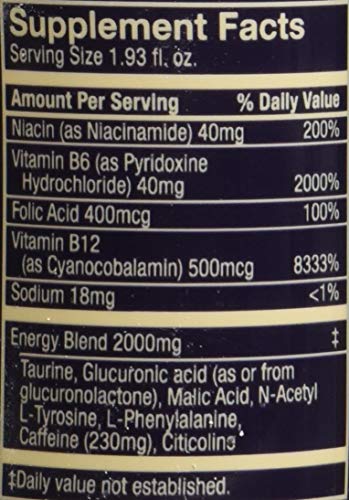 Supplement Facts
Serving Size 1.93 fl. oz.
Amount Per Serving % Daily Value
Niacin (as Niacinamide) 40mg 200%
Vitamin B6 (as Pyridoxine
Hydrochloride) 40mg 2000%
Folic Acid 400mcg 100%
Vitamin B12
(as Cyanocobalamin) 500mcg 8333%
Sodium 18mg <1%
Energy Blend 2000mg ‡
Taurine, Glucuronic acid (as or from
glucuronolactone), Malic Acid, N-Acetyl
L-Tyrosine, L-Phenylalanine,
Caffeine (230mg), Citicoline
‡Daily value not established.